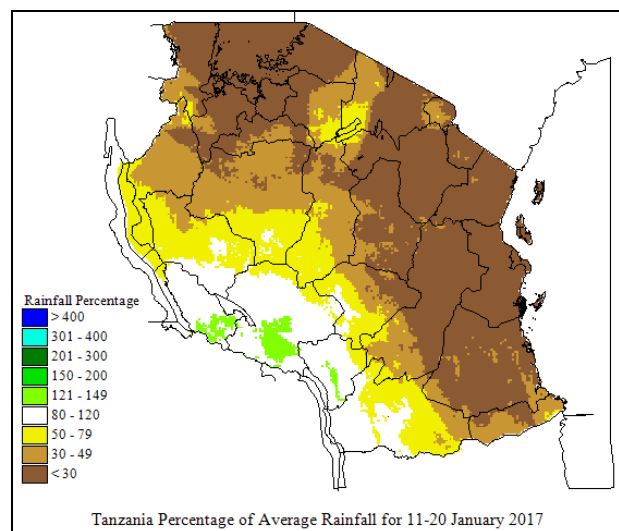 Rainfall Percentage
> 400
301 - 400
201 - 300
150 - 200
121 - 149
80 - 120
50 - 79
30 - 49
< 30
Tanzania Percentage of Average Rainfall for 11-20 January 2017